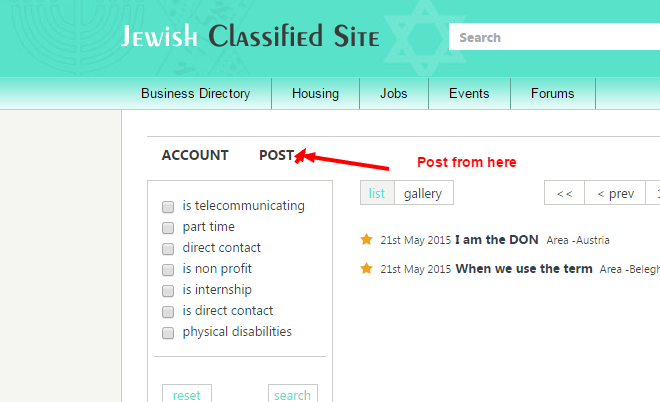 Jewish Classified Site
Search
Business Directory
Housing
Jobs
Events
Forums
ACCOUNT
POST
Post from here
is telecommunicating
part time
direct contact
is non profit
is internship
is direct contact
physical disabilities
reset
search
list
gallery
<<
< prev
21st May 2015 I am the DON Area -Austria
21st May 2015 When we use the term Area -Belegh